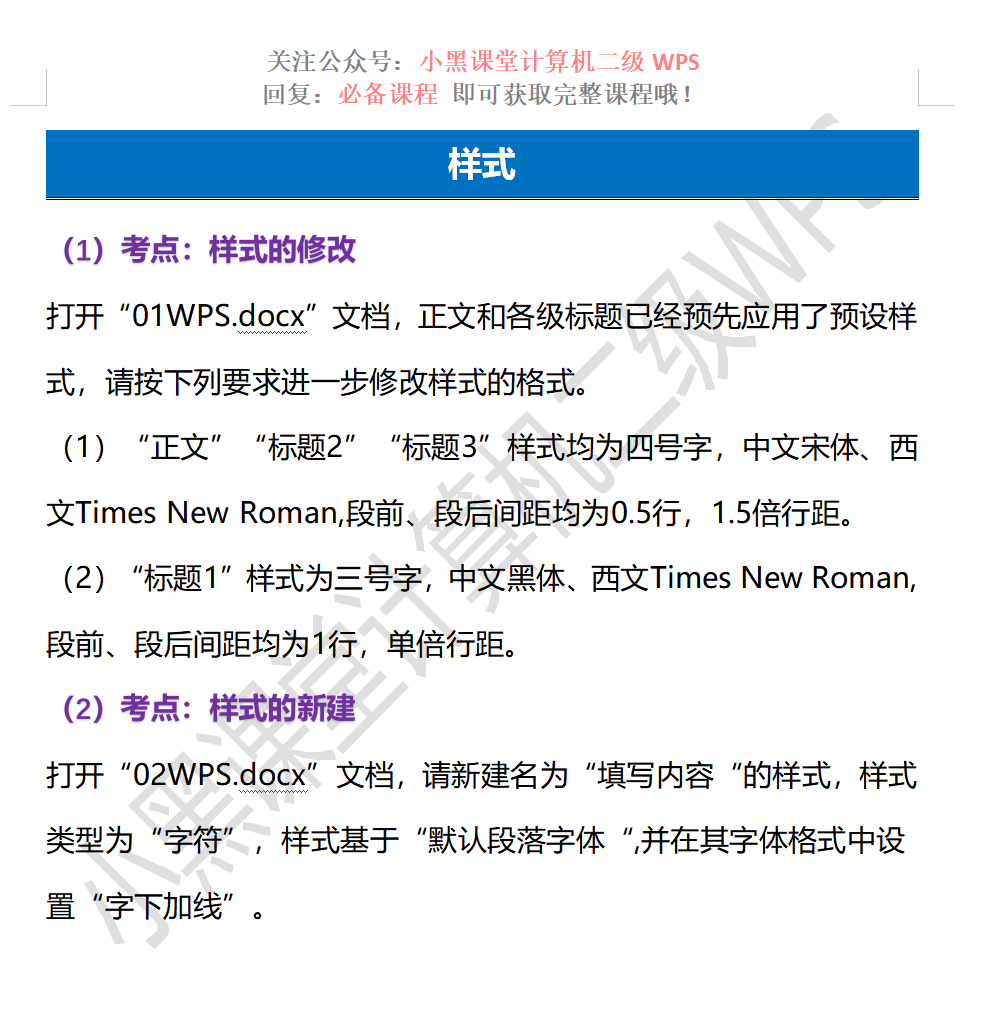 关注公众号：小黑课堂计算机二级 WPS
回复：必备课程 即可获取完整课程哦！
样式
（1）考点：样式的修改
打开“01WPS.docx”文档，正文和各级标题已经预先应用了预设样
式，请按下列要求进一步修改样式的格式。
（1）“正文”“标题2”“标题3”样式均为四号字，中文宋体、西
文Times New Roman,段前、段后间距均为0.5行，1.5倍行距。
（2）“标题1”样式为三号字，中文黑体、西文Times New Roman,
段前、段后间距均为1行，单倍行距。
（2）考点：样式的新建
打开“02WPS.docx”文档，请新建名为“填写内容“的样式，样式
类型为“字符”，样式基于“默认段落字体“,并在其字体格式中设
置“字下加线”。
小黑课堂计算机二级WPS